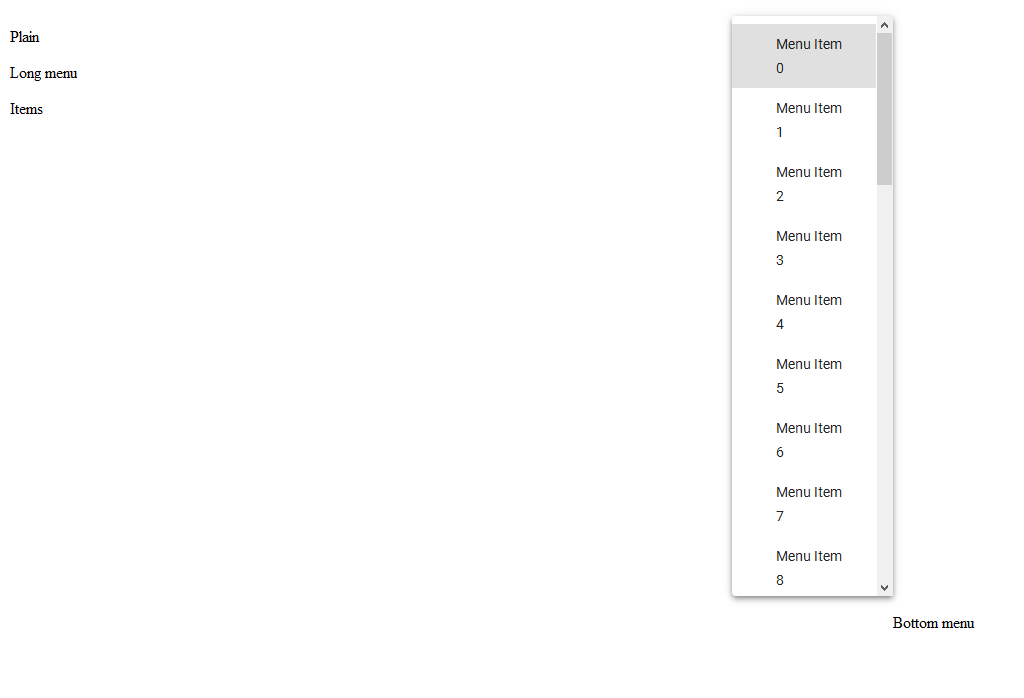 Plain
Long menu
Items
Menu Item
0
Menu Item
1
Menu Item
2
Menu Item
3
Menu Item
4
Menu Item
5
Menu Item
6
Menu Item
7
Menu Item
8
Bottom menu